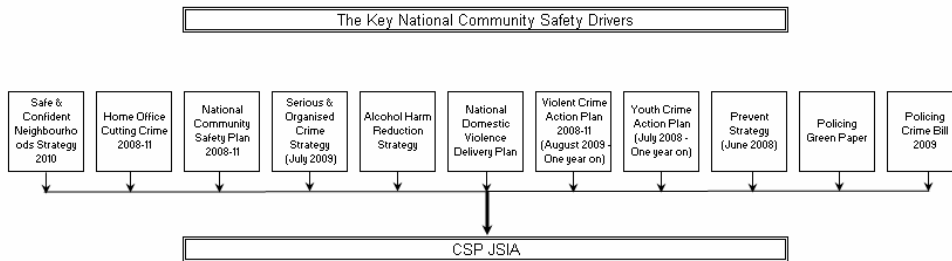 The Key National Community Safety Drivers
Safe &
Confident
Neighbourho
ods Strategy
2010
Home Office
Cutting Crime
2008-11
National
Community
Safety Plan
2008-11
Serious &
Organised
Crime
Strategy
(July 2009)
Alcohol Harm
Reduction
Strategy
National
Domestic
Violence
Delivery Plan
Violent Crime
Action Plan
2008-11
(August 2009 -
One year on)
Youth Crime
Action Plan
(July 2008 -
One year on)
Prevent
Strategy
(June 2008)
Policing
Green Paper
Policing
Crime Bill
2009
CSP JSIA